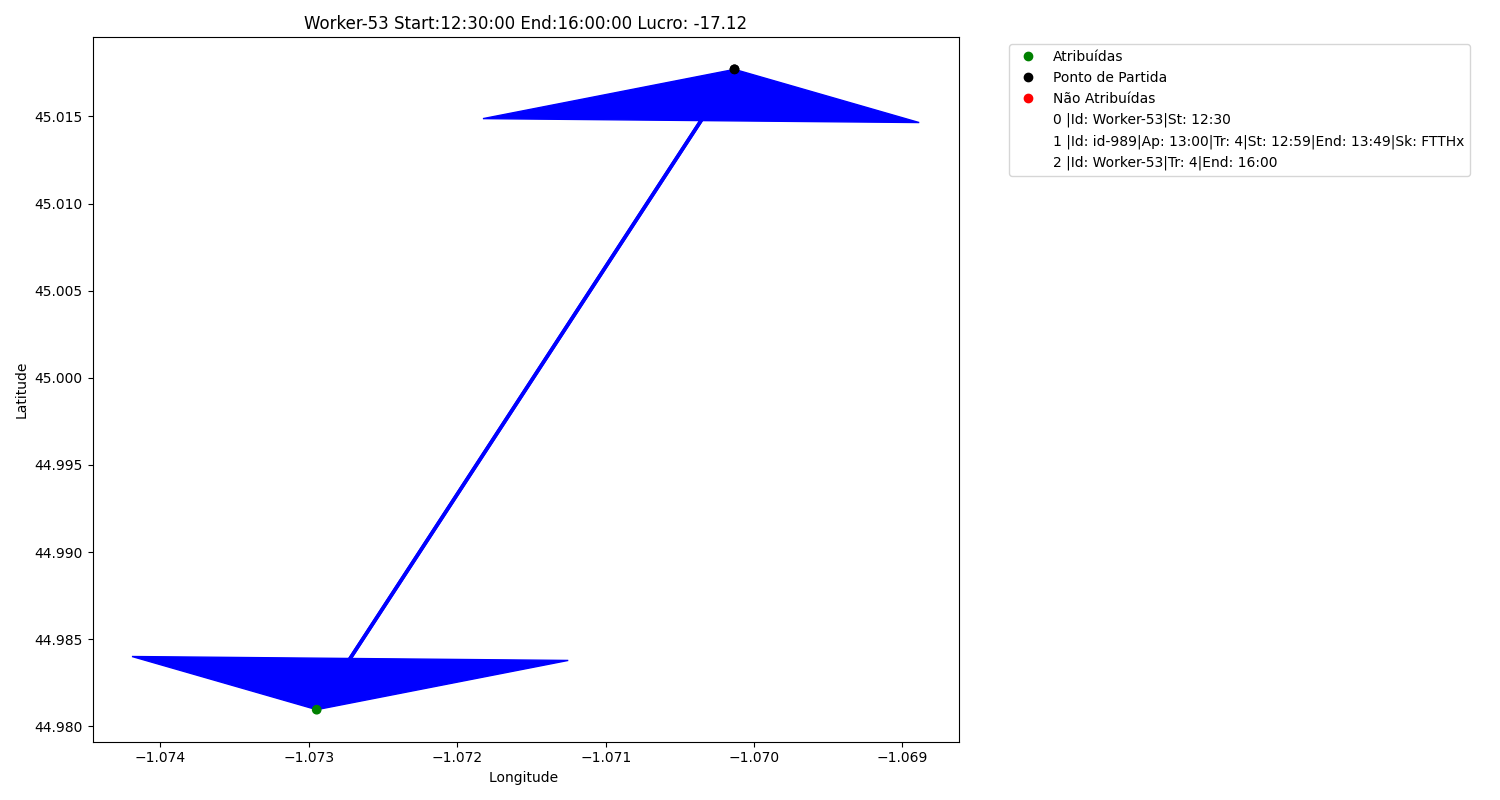 Worker-53 Start:12:30:00 End:16:00:00 Lucro: -17.12
45.015
45.010
45.005
45.000
44.995
44.990
44.985
44.980
Latitude
−1.074
−1.073
−1.072
−1.071
−1.070
−1.069
Longitude
Atribuídas
Ponto de Partida
Não Atribuídas
0 |Id: Worker-53|St: 12:30
1 |Id: id-989|Ap: 13:00|Tr: 4|St: 12:59|End: 13:49|Sk: FTTHx
2 |Id: Worker-53|Tr: 4|End: 16:00